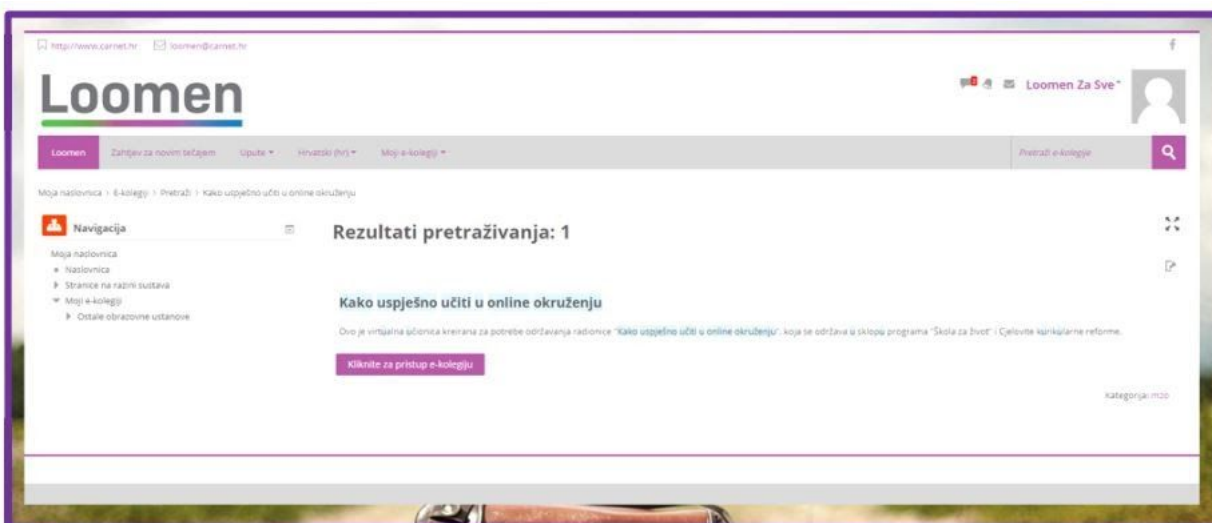 http://www.carnet.hr loomen@carnet.hr
Loomen
Loomen Za Sve
Loomen Zahtjev za novim tečajem Upute Hrvatski (hr) Moji e-kolegiji Pretraži e-kolegije
Moja naslovnica > E-kolegiji > Pretraži > Kako uspješno učiti u online okruženju
Navigacija
Moja naslovnica
Naslovnica
Stranice na razini sustava
Moji e-kolegiji
Ostale obrazovne ustanove
Rezultati pretraživanja: 1
Kako uspješno učiti u online okruženju
Ovo je virtualna učionica kreirana za potrebe održavanja radionice "Kako uspješno učiti u online okruženju", koja se održava u sklopu programa "Škola za život" i Cjelovite kurikularne reforme.
Kliknite za pristup e-kolegiju
Kategorija: mzo